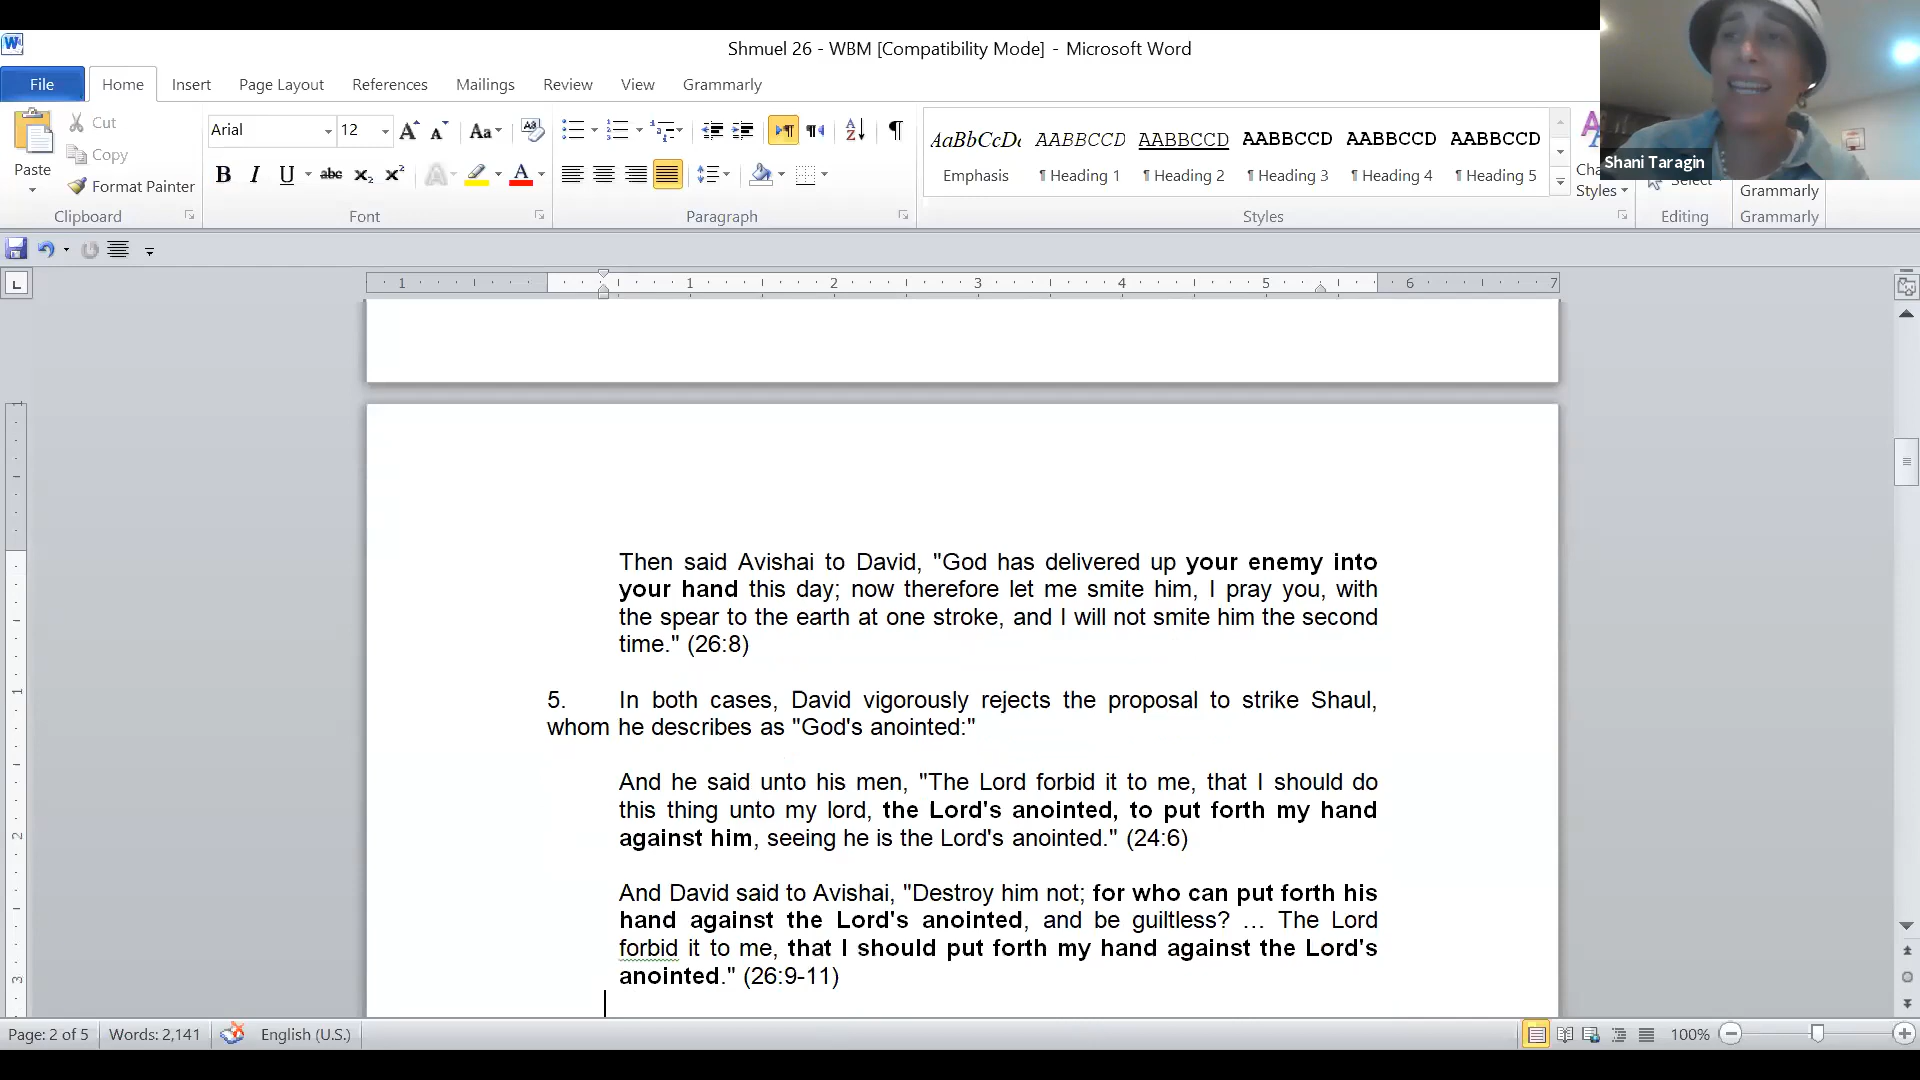 Shmuel 26 - WBM [Compatibility Mode] - Microsoft Word
File Home Insert Page Layout References Mailings Review View Grammarly
Paste
Cut
Copy
Format Painter
Clipboard
Arial 12
Font
Paragraph
AaBbCcDc AABBCCD AABBCCD AABBCCD AABBCCD AABBCCD
Emphasis ¶ Heading 1 ¶ Heading 2 ¶ Heading 3 ¶ Heading 4 ¶ Heading 5
Styles
Styles
Select
Editing
Grammarly
Grammarly
Shani Taragin
1 1 2 3 4 5 6 7
Then said Avishai to David, "God has delivered up your enemy into
your hand this day; now therefore let me smite him, I pray you, with
the spear to the earth at one stroke, and I will not smite him the second
time." (26:8)
5. In both cases, David vigorously rejects the proposal to strike Shaul,
whom he describes as "God's anointed:"
And he said unto his men, "The Lord forbid it to me, that I should do
this thing unto my lord, the Lord's anointed, to put forth my hand
against him, seeing he is the Lord's anointed." (24:6)
And David said to Avishai, "Destroy him not; for who can put forth his
hand against the Lord's anointed, and be guiltless? … The Lord
forbid it to me, that I should put forth my hand against the Lord's
anointed." (26:9-11)
Page: 2 of 5 Words: 2,141 English (U.S.) 100%